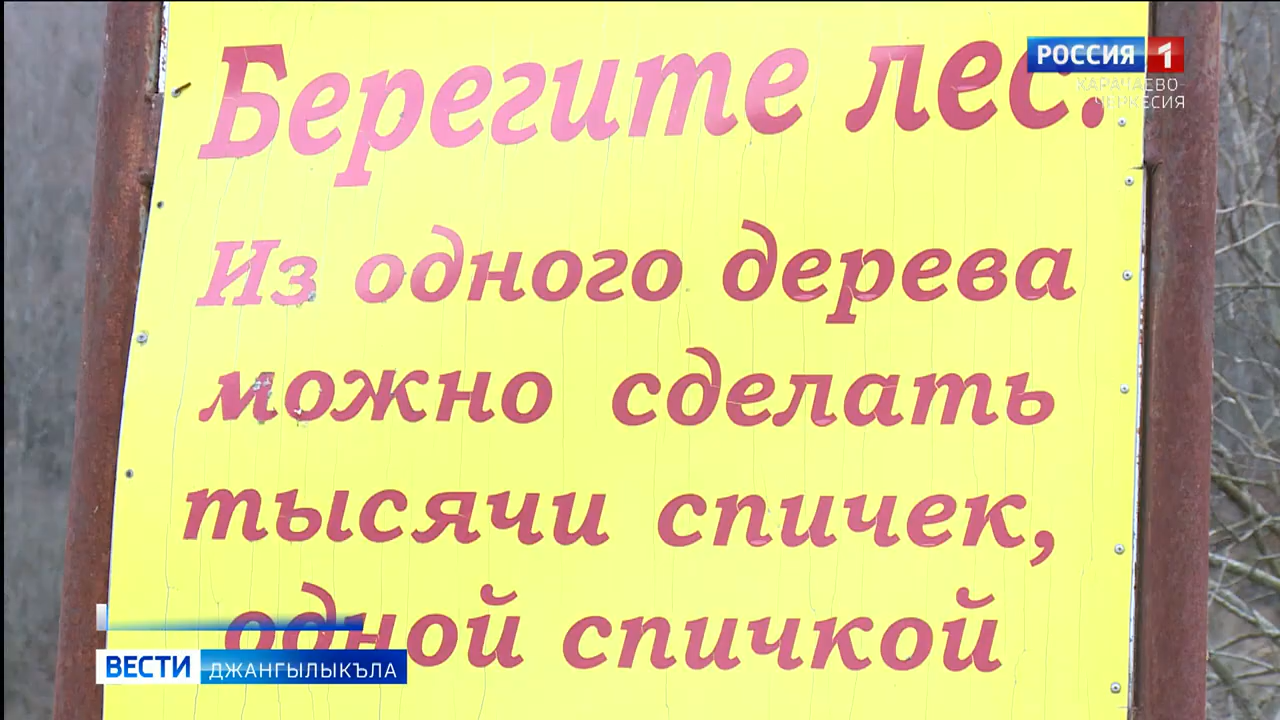 Берегите лес.
РОССИЯ 1
КАРАЧАЕВО-
ЧЕРКЕСИЯ
Из одного дерева
можно сделать
тысячи спичек,
одной спичкой
ВЕСТИ ДЖАНГЫЛЫКЪЛА